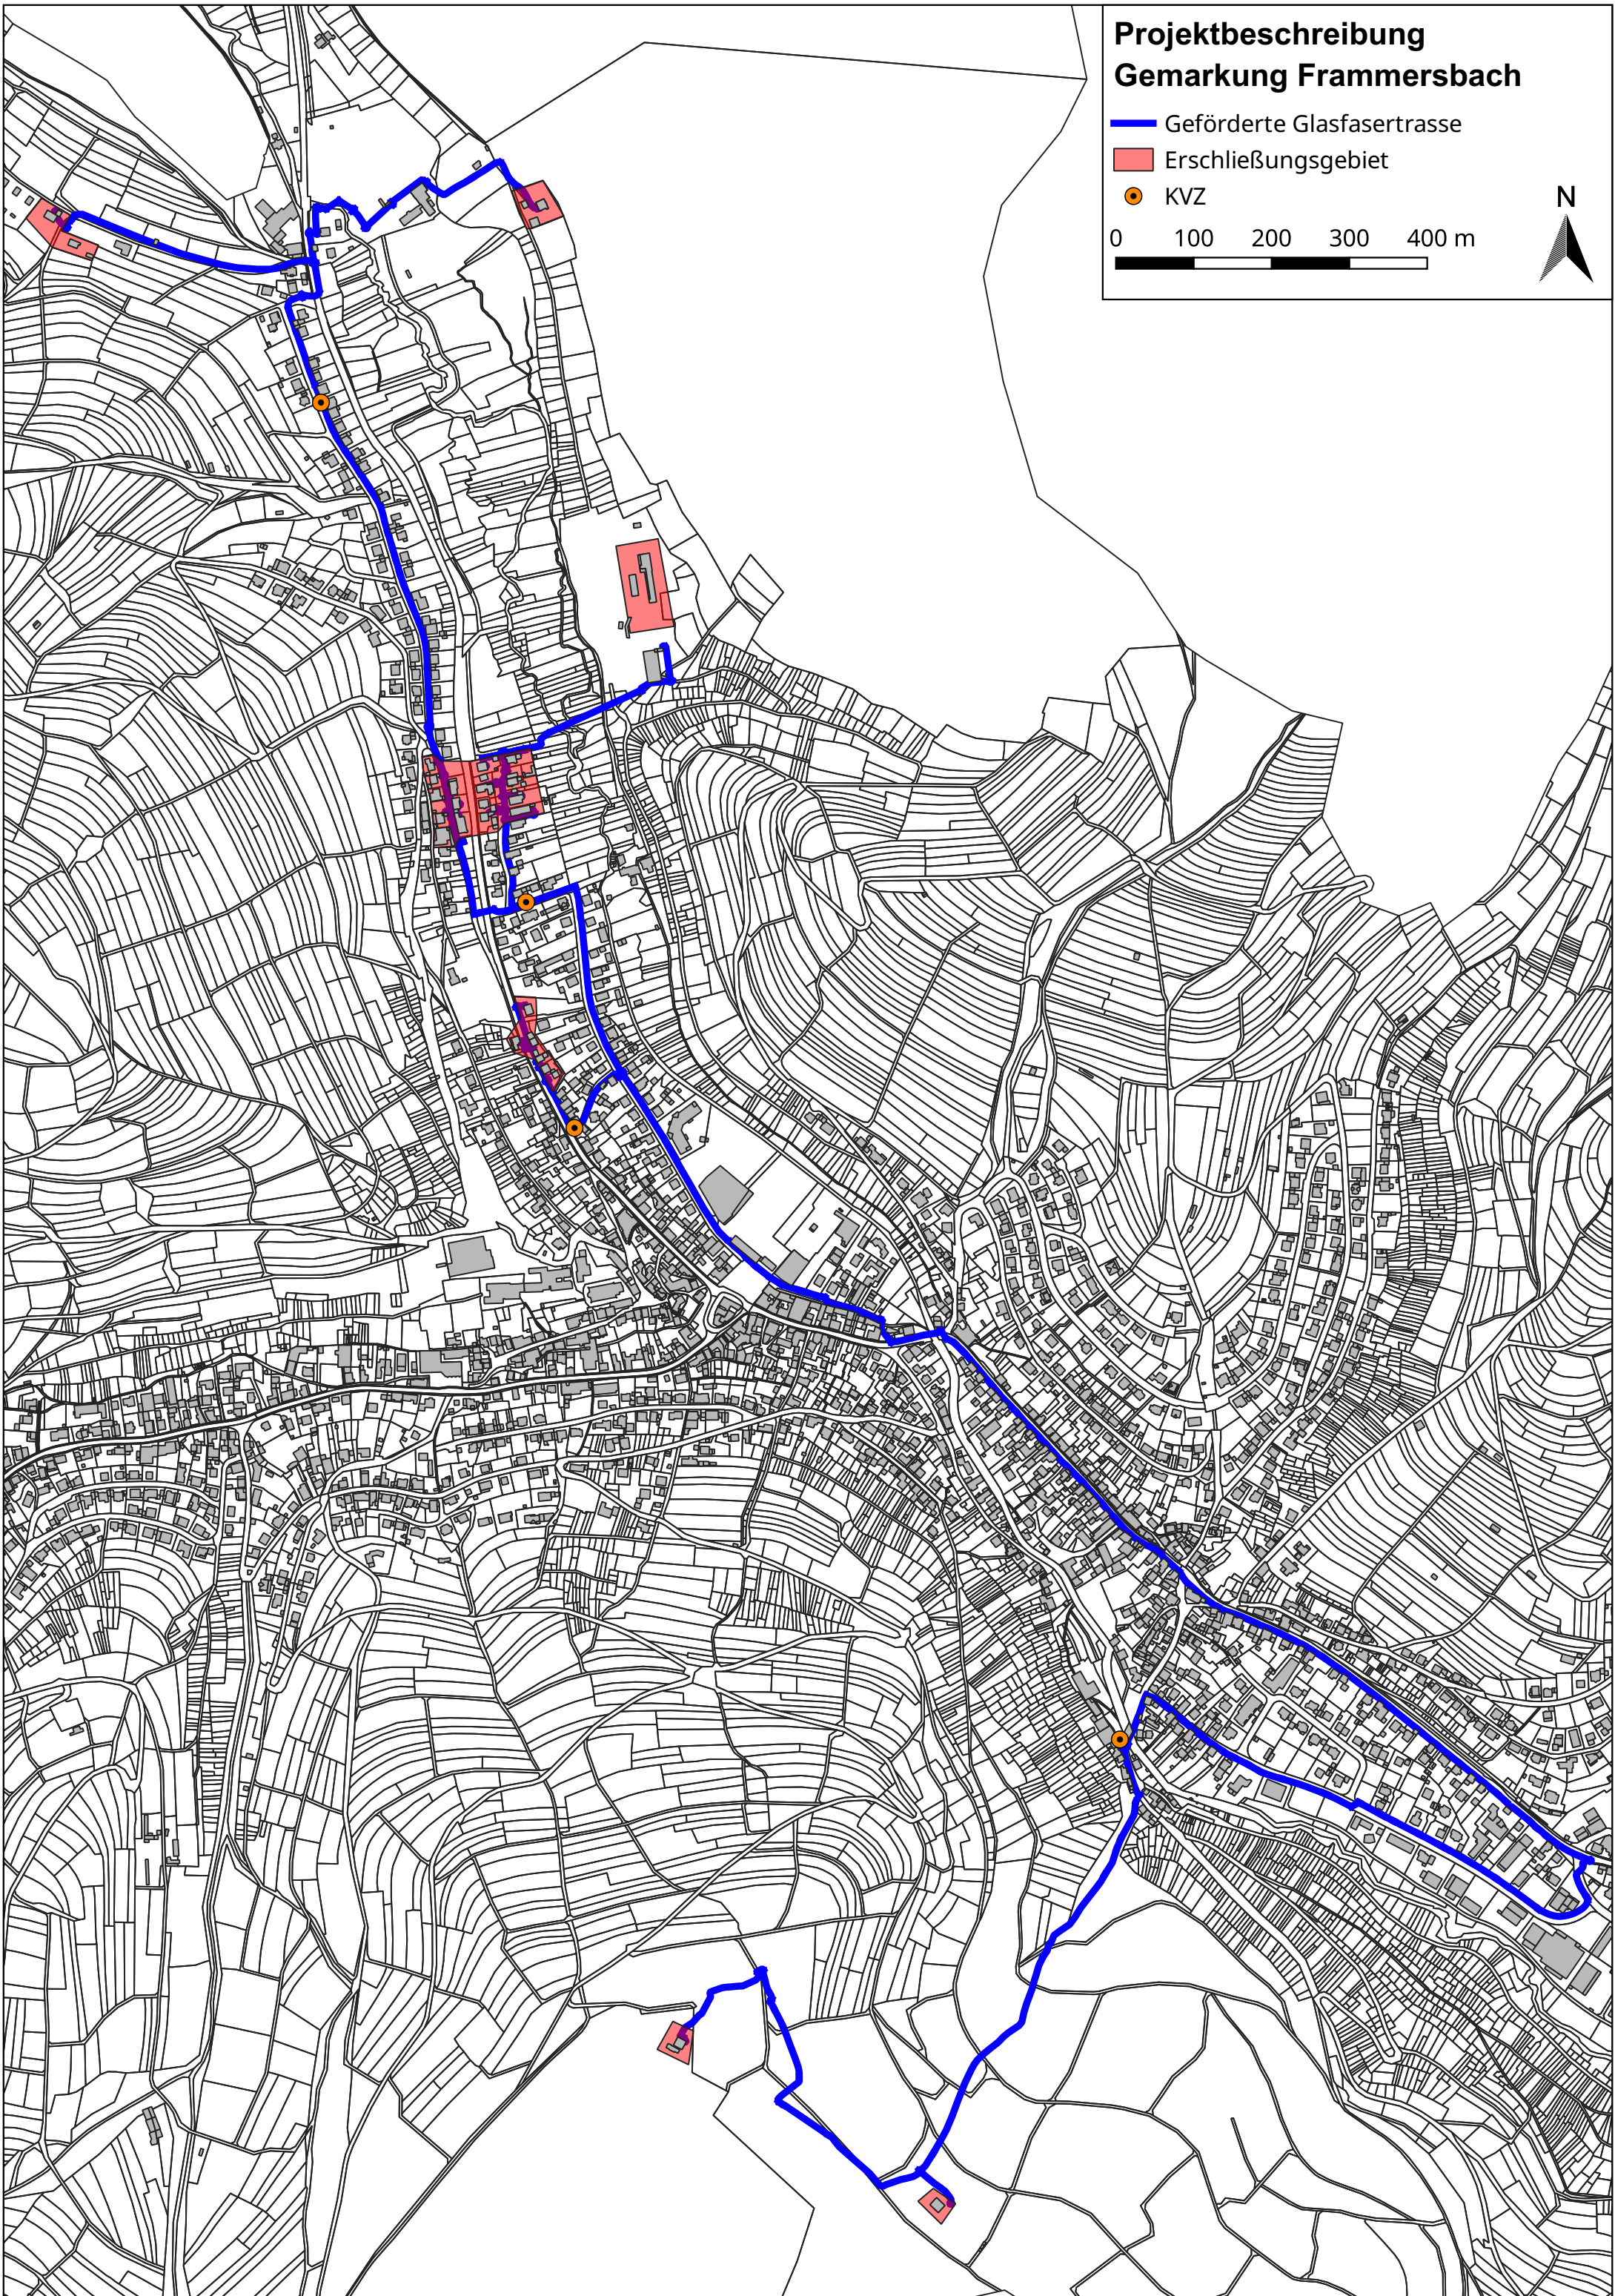 Projektbeschreibung
Gemarkung Frammersbach
Geförderte Glasfasertrasse
Erschließungsgebiet
KVZ
N
0 100 200 300 400 m